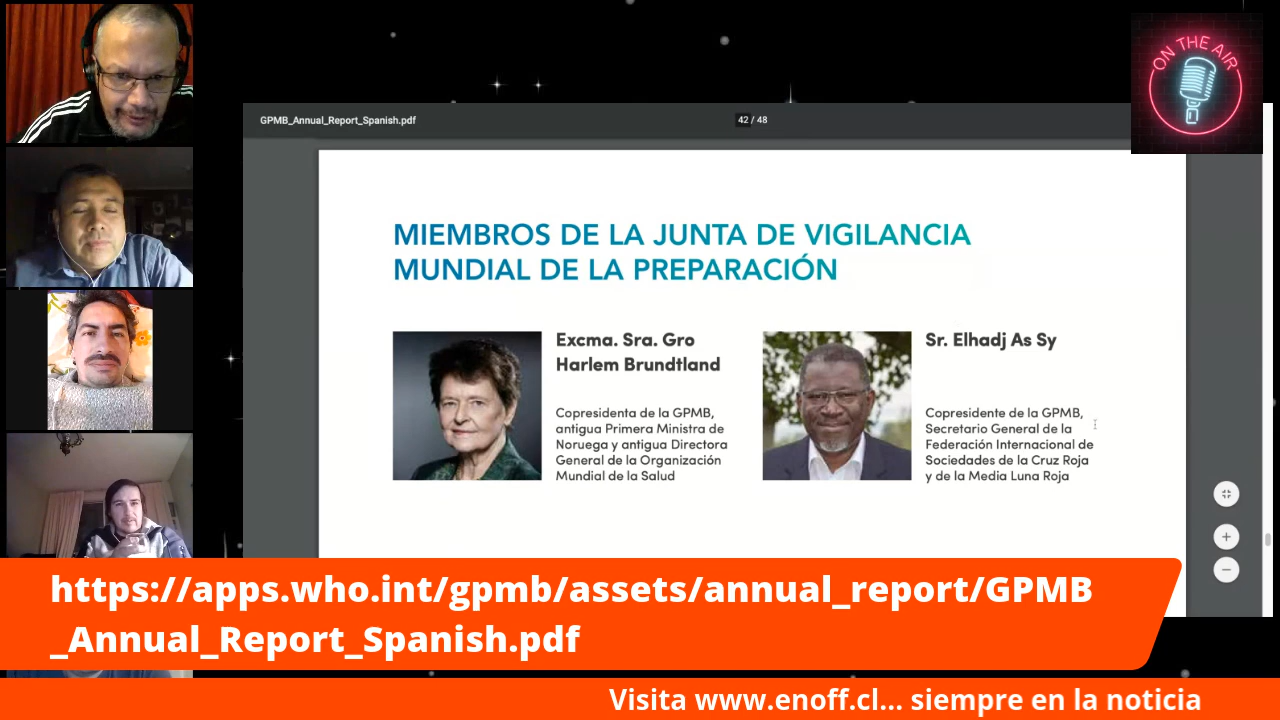 ON THE AIR
GPMB_Annual_Report_Spanish.pdf
42 / 48
MIEMBROS DE LA JUNTA DE VIGILANCIA
MUNDIAL DE LA PREPARACIÓN
Excma. Sra. Gro
Harlem Brundtland
Copresidenta de la GPMB,
antigua Primera Ministra de
Noruega y antigua Directora
General de la Organización
Mundial de la Salud
Sr. Elhadj As Sy
Copresidente de la GPMB,
Secretario General de la
Federación Internacional de
Sociedades de la Cruz Roja
y de la Media Luna Roja
https://apps.who.int/gpmb/assets/annual_report/GPMB
_Annual_Report_Spanish.pdf
Visita www.enoff.cl... siempre en la noticia